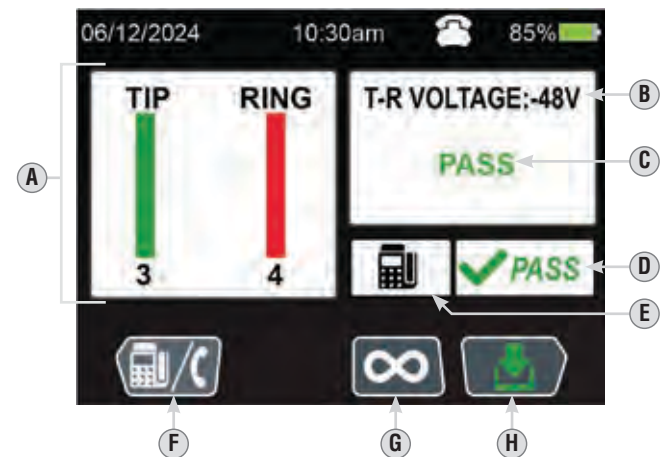 06/12/2024 10:30am 85%
TIP RING
3 4
T-R VOLTAGE:-48V
PASS
PASS
A
B
C
D
E
F
G
H